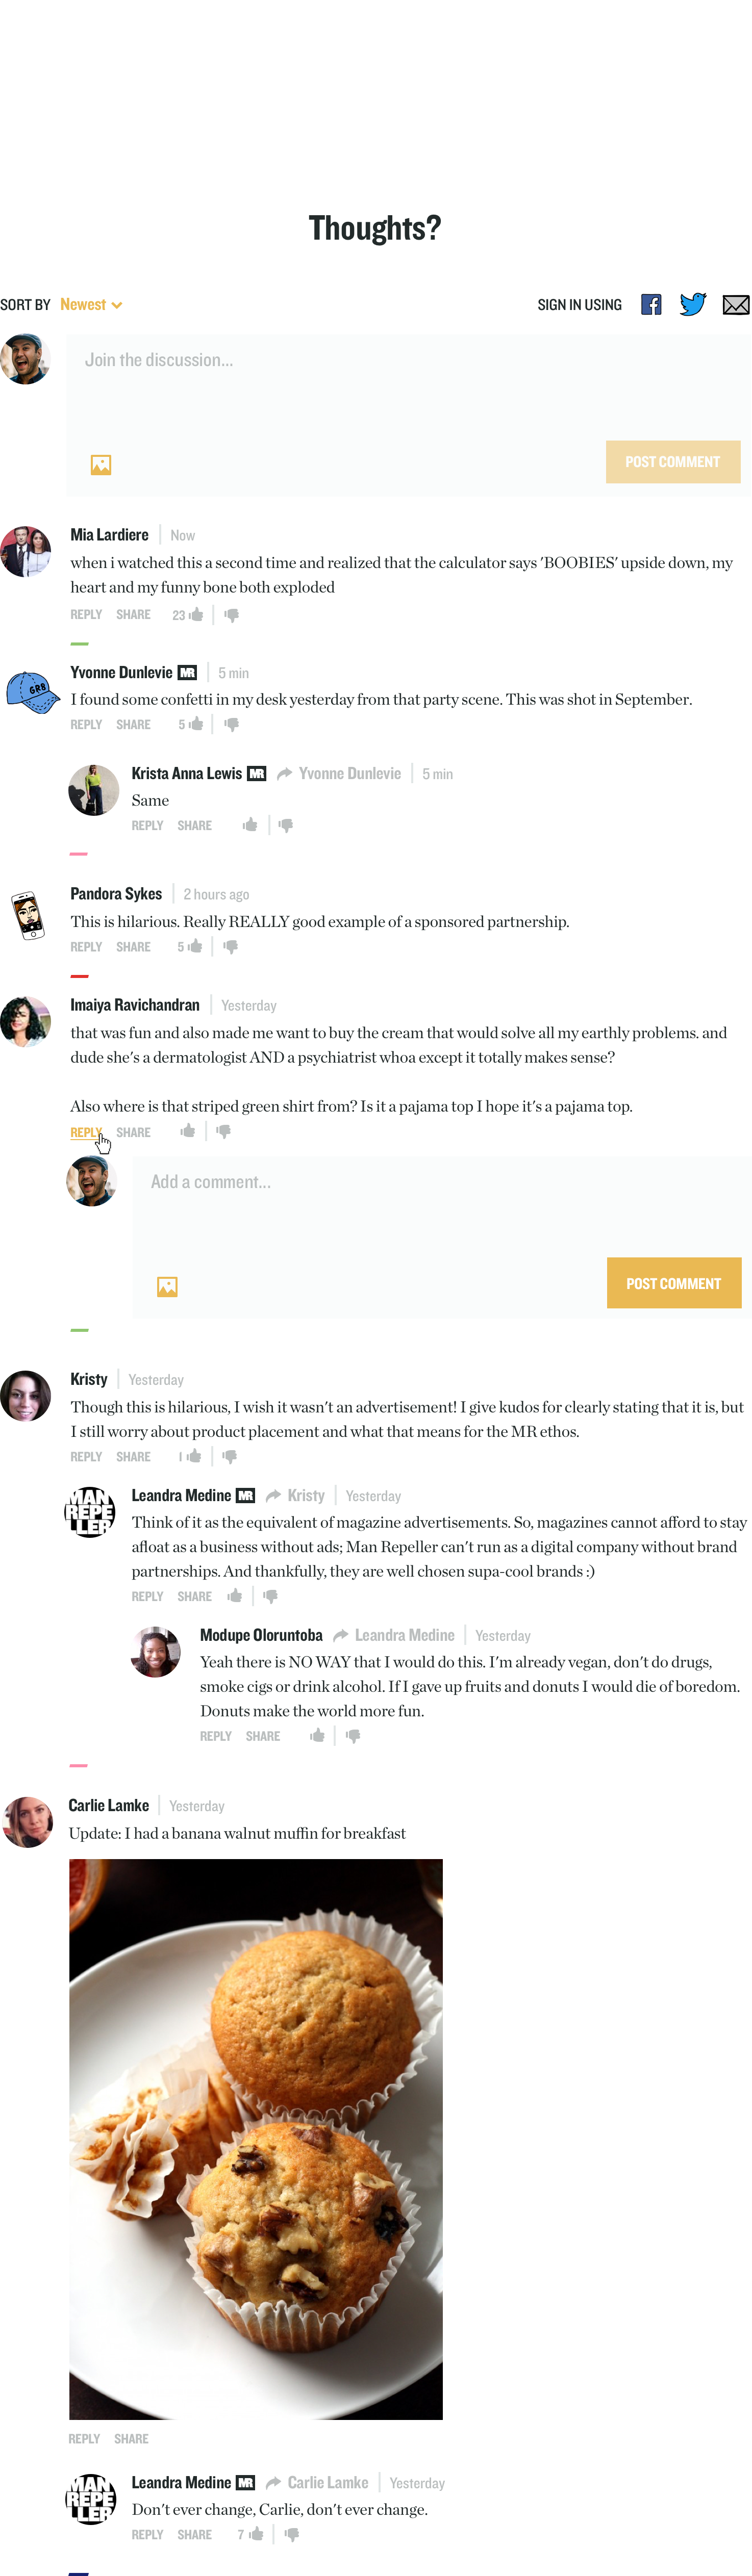 Thoughts?
SORT BY Newest
SIGN IN USING
Join the discussion...
POST COMMENT
Mia Lardiere | Now
when i watched this a second time and realized that the calculator says 'BOOBIES' upside down, my
heart and my funny bone both exploded
REPLY SHARE 23
GR8
Yvonne Dunlevie MR | 5 min
I found some confetti in my desk yesterday from that party scene. This was shot in September.
REPLY SHARE 5
Krista Anna Lewis MR Yvonne Dunlevie | 5 min
Same
REPLY SHARE
Pandora Sykes | 2 hours ago
This is hilarious. Really REALLY good example of a sponsored partnership.
REPLY SHARE 5
Imaiya Ravichandran | Yesterday
that was fun and also made me want to buy the cream that would solve all my earthly problems. and
dude she's a dermatologist AND a psychiatrist whoa except it totally makes sense?
Also where is that striped green shirt from? Is it a pajama top I hope it's a pajama top.
REPLY SHARE
Add a comment...
POST COMMENT
Kristy | Yesterday
Though this is hilarious, I wish it wasn't an advertisement! I give kudos for clearly stating that it is, but
I still worry about product placement and what that means for the MR ethos.
REPLY SHARE 1
MAN
REPE
LER
Leandra Medine MR Kristy | Yesterday
Think of it as the equivalent of magazine advertisements. So, magazines cannot afford to stay
afloat as a business without ads; Man Repeller can't run as a digital company without brand
partnerships. And thankfully, they are well chosen supa-cool brands :)
REPLY SHARE
Modupe Oloruntoba Leandra Medine | Yesterday
Yeah there is NO WAY that I would do this. I'm already vegan, don't do drugs,
smoke cigs or drink alcohol. If I gave up fruits and donuts I would die of boredom.
Donuts make the world more fun.
REPLY SHARE
Carlie Lamke | Yesterday
Update: I had a banana walnut muffin for breakfast
REPLY SHARE
MAN
REPE
LER
Leandra Medine MR Carlie Lamke | Yesterday
Don't ever change, Carlie, don't ever change.
REPLY SHARE 7